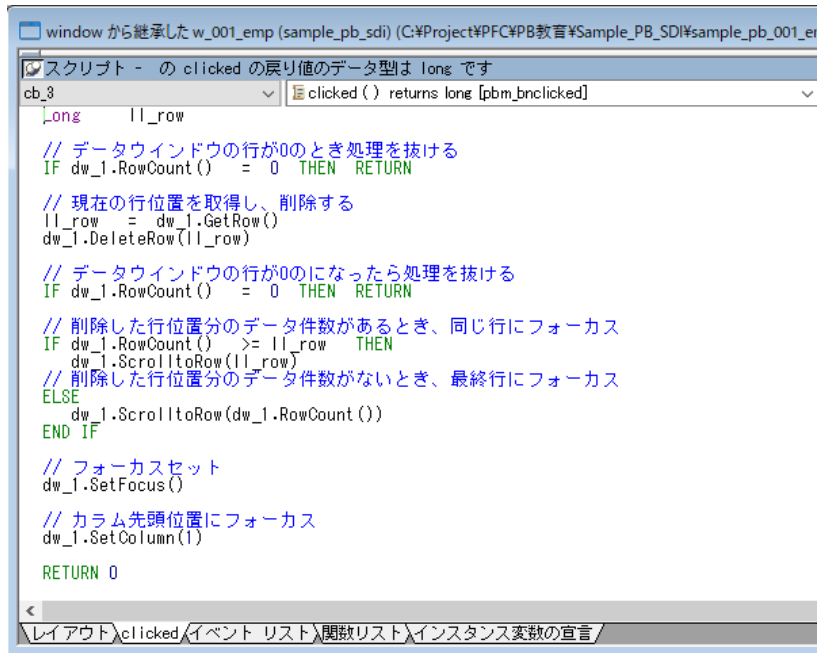 window から継承した w_001_emp (sample_pb_sdi) (C:¥Project¥PFC¥PB教育¥Sample_PB_SDI¥sample_pb_001_er
スクリプト - の clicked の戻り値のデータ型は long です
cb_3 clicked ( ) returns long [pbm_bnclicked]
Long ll_row
// データウインドウの行が0のとき処理を抜ける
IF dw_1.RowCount() = 0 THEN RETURN
// 現在の行位置を取得し、削除する
ll_row = dw_1.GetRow()
dw_1.DeleteRow(ll_row)
// データウインドウの行が0のになったら処理を抜ける
IF dw_1.RowCount() = 0 THEN RETURN
// 削除した行位置分のデータ件数があるとき、同じ行にフォーカス
IF dw_1.RowCount() >= ll_row THEN
dw_1.ScrolltoRow(ll_row)
// 削除した行位置分のデータ件数がないとき、最終行にフォーカス
ELSE
dw_1.ScrolltoRow(dw_1.RowCount())
END IF
// フォーカスセット
dw_1.SetFocus()
// カラム先頭位置にフォーカス
dw_1.SetColumn(1)
RETURN 0
レイアウト clicked イベント リスト 関数リスト インスタンス変数の宣言